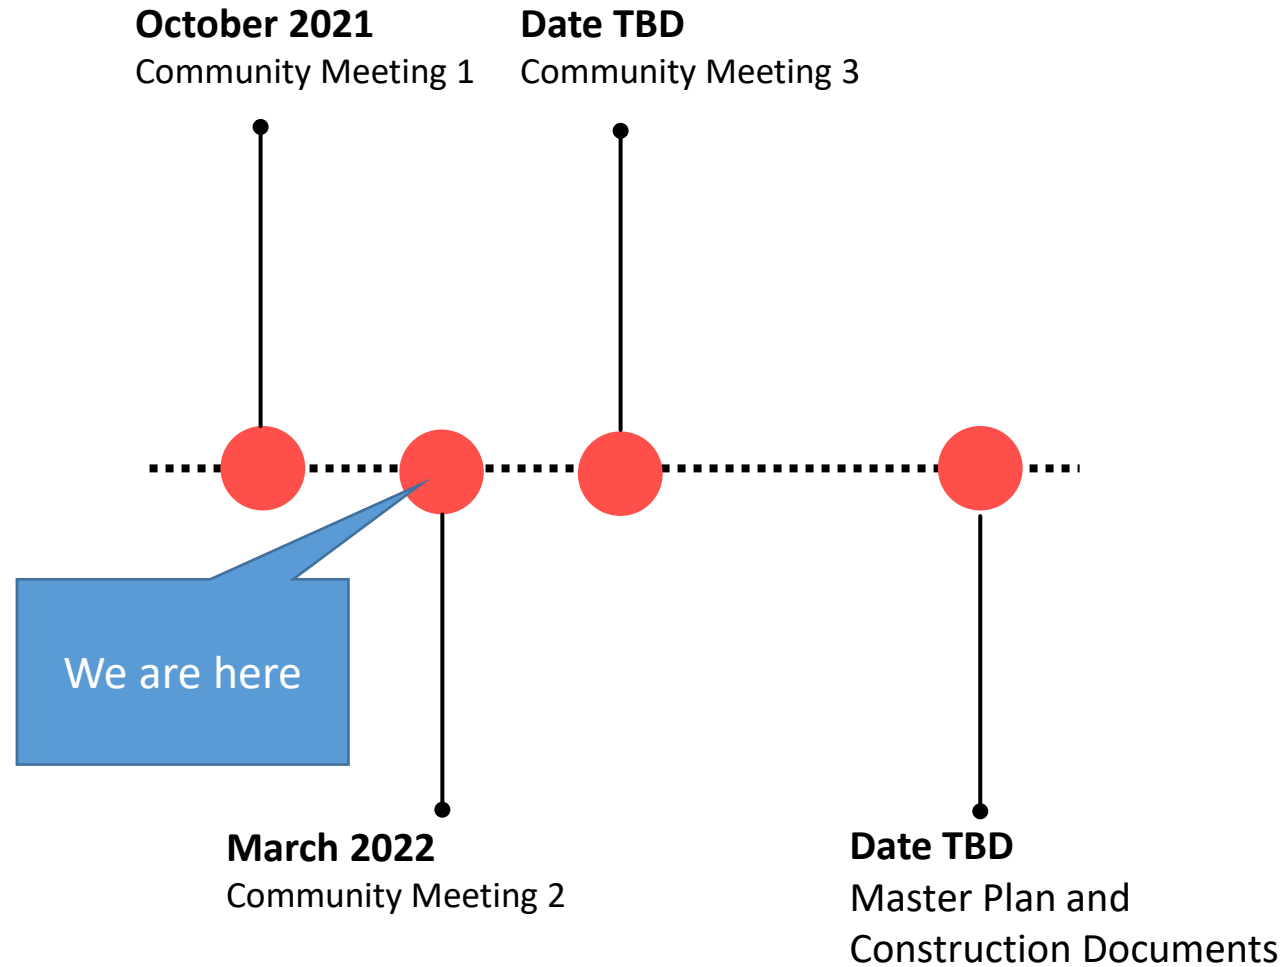 October 2021
Community Meeting 1
Date TBD
Community Meeting 3
We are here
March 2022
Community Meeting 2
Date TBD
Master Plan and
Construction Documents